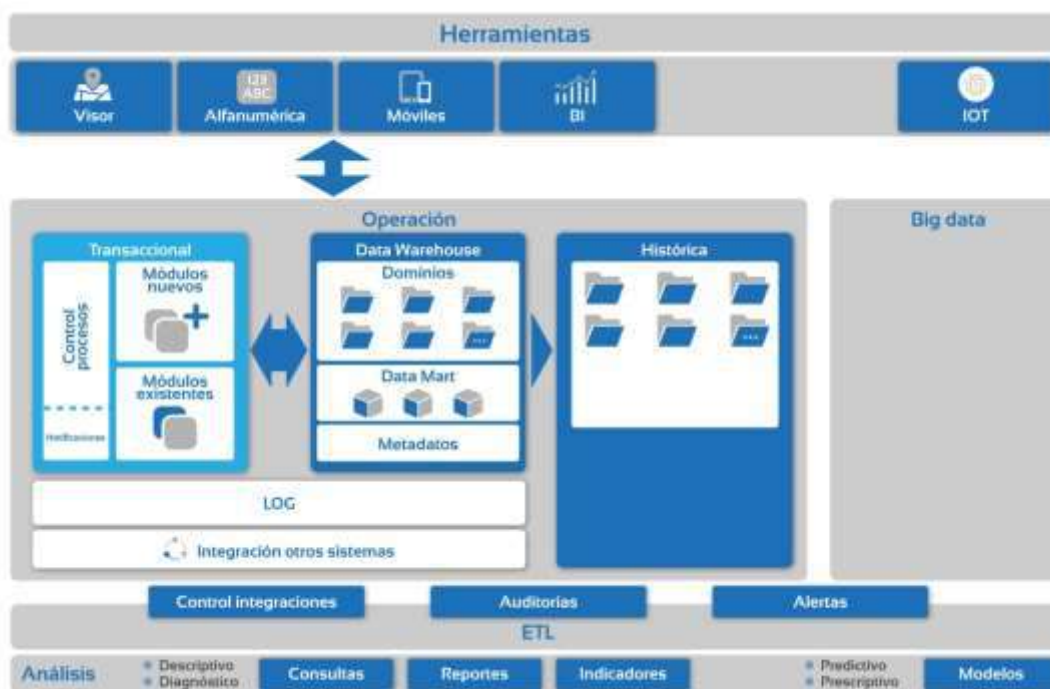 Herramientas
123
ABC
Visor
Alfanumérica
Móviles
BI
IOT
Operación
Big data
Transaccional
Control
procesos
Notificaciones
Módulos
nuevos
Módulos
existentes
Data Warehouse
Dominios
Data Mart
Metadatos
Histórica
LOG
Integración otros sistemas
Control integraciones
Auditorías
Alertas
ETL
Análisis
Descriptivo
Diagnóstico
Consultas
Reportes
Indicadores
Predictivo
Prescriptivo
Modelos